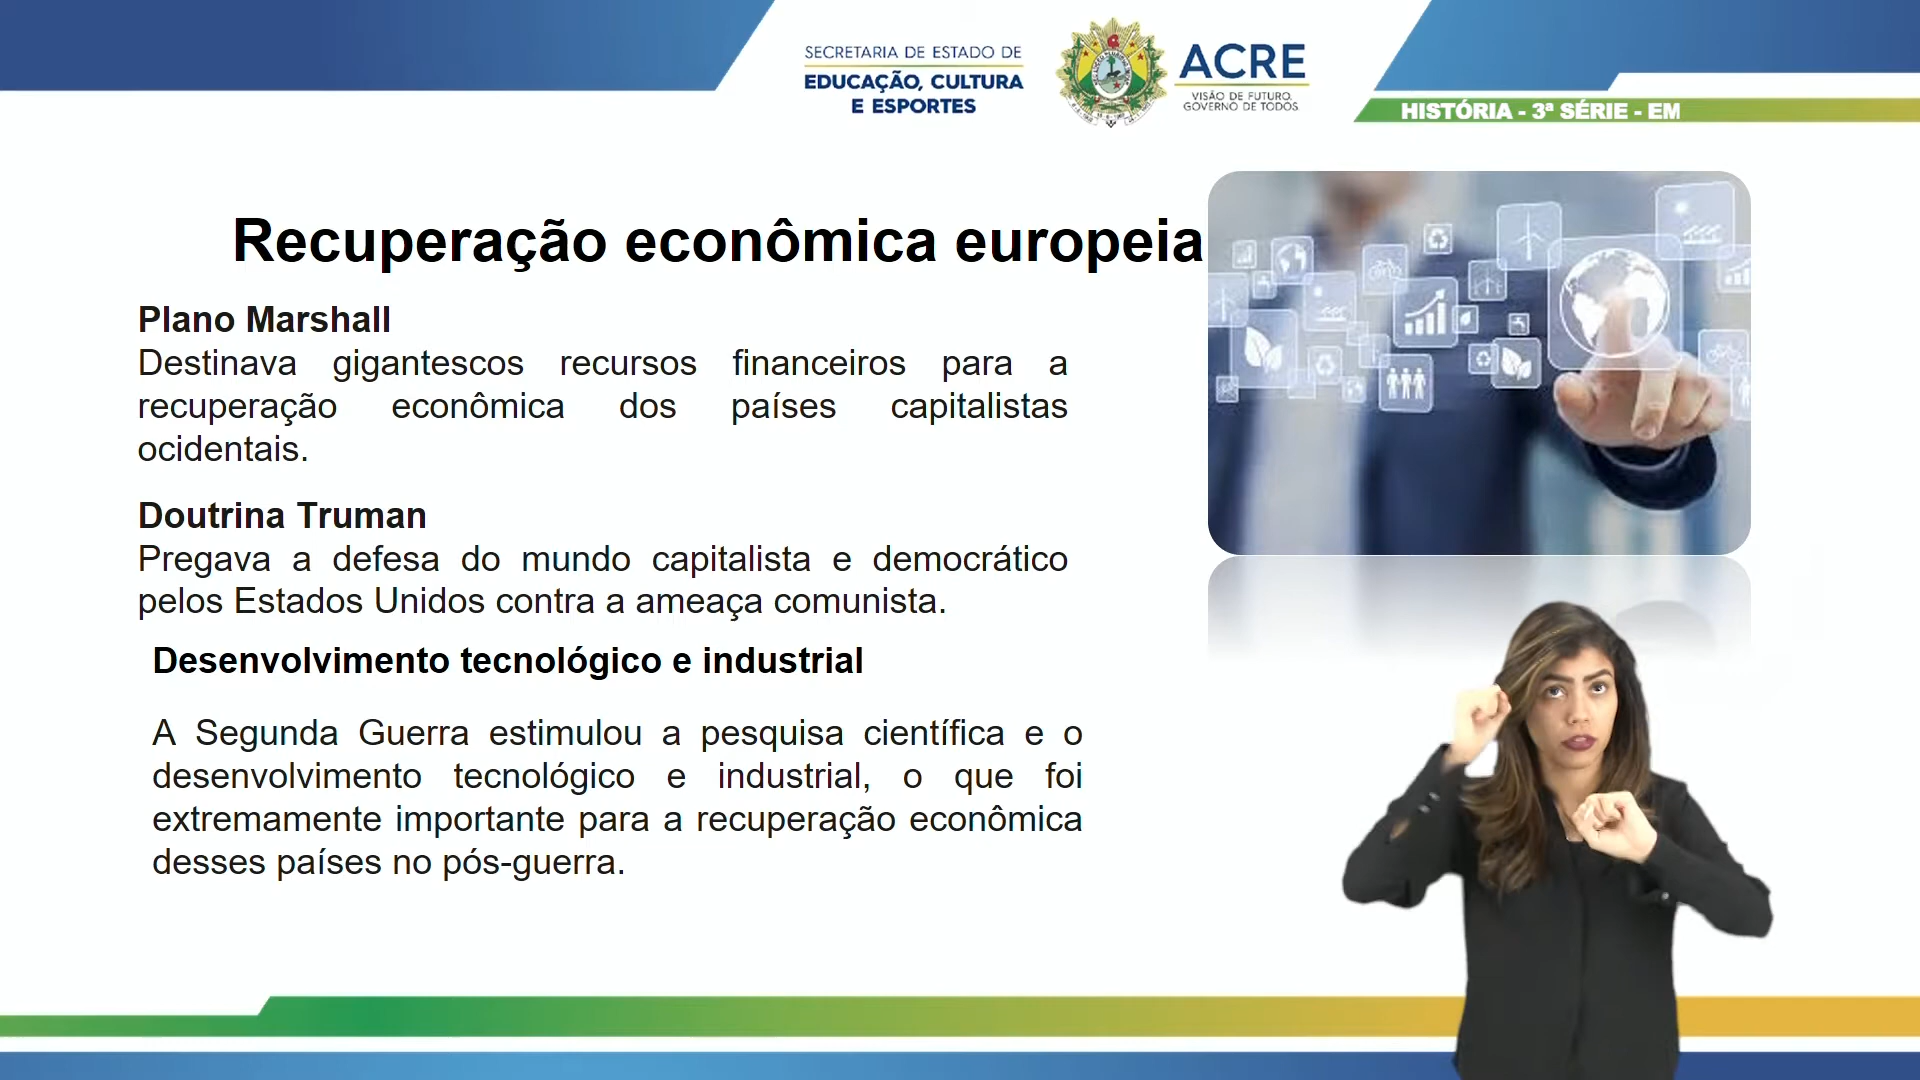 SECRETARIA DE ESTADO DE
EDUCAÇÃO, CULTURA
E ESPORTES
ACRE
VISÃO DE FUTURO.
GOVERNO DE TODOS.
HISTÓRIA - 3ª SÉRIE - EM
Recuperação econômica europeia
Plano Marshall
Destinava gigantescos recursos financeiros para a
recuperação econômica dos países capitalistas
ocidentais.
Doutrina Truman
Pregava a defesa do mundo capitalista e democrático
pelos Estados Unidos contra a ameaça comunista.
Desenvolvimento tecnológico e industrial
A Segunda Guerra estimulou a pesquisa científica e o
desenvolvimento tecnológico e industrial, o que foi
extremamente importante para a recuperação econômica
desses países no pós-guerra.